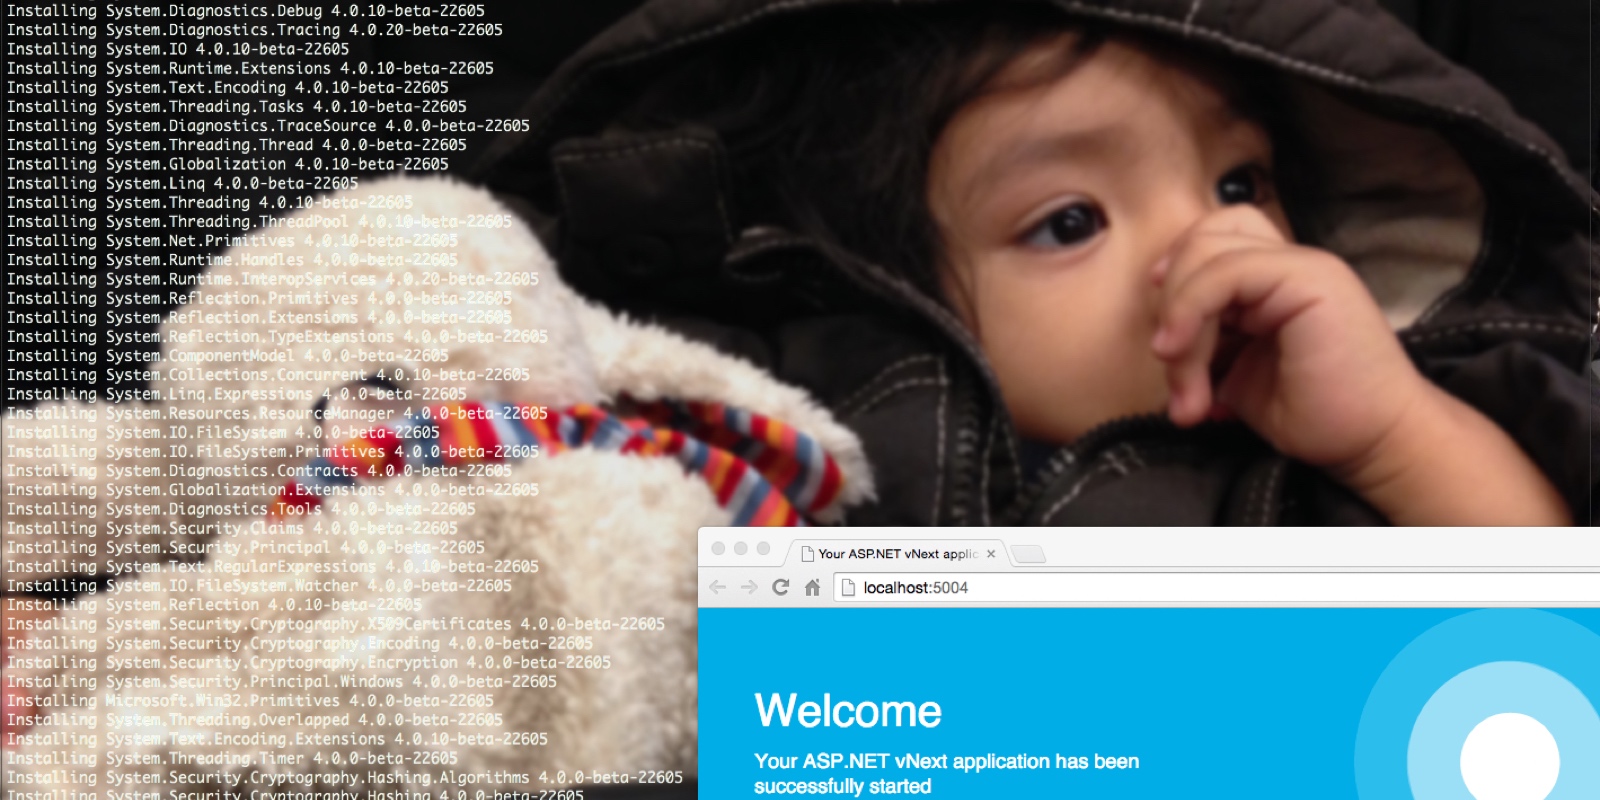 Installing System.Diagnostics.Debug 4.0.10-beta-22605
Installing System.Diagnostics.Tracing 4.0.20-beta-22605
Installing System.IO 4.0.10-beta-22605
Installing System.Runtime.Extensions 4.0.10-beta-22605
Installing System.Text.Encoding 4.0.10-beta-22605
Installing System.Threading.Tasks 4.0.10-beta-22605
Installing System.Diagnostics.TraceSource 4.0.0-beta-22605
Installing System.Threading.Thread 4.0.0-beta-22605
Installing System.Globalization 4.0.10-beta-22605
Installing System.Linq 4.0.0-beta-22605
Installing System.Threading 4.0.10-beta-22605
Installing System.Threading.ThreadPool 4.0.10-beta-22605
Installing System.Net.Primitives 4.0.10-beta-22605
Installing System.Runtime.Handles 4.0.0-beta-22605
Installing System.Runtime.InteropServices 4.0.20-beta-22605
Installing System.Reflection.Primitives 4.0.0-beta-22605
Installing System.Reflection.Extensions 4.0.0-beta-22605
Installing System.Reflection.TypeExtensions 4.0.0-beta-22605
Installing System.ComponentModel 4.0.0-beta-22605
Installing System.Collections.Concurrent 4.0.10-beta-22605
Installing System.Linq.Expressions 4.0.0-beta-22605
Installing System.Resources.ResourceManager 4.0.0-beta-22605
Installing System.IO.FileSystem 4.0.0-beta-22605
Installing System.IO.FileSystem.Primitives 4.0.0-beta-22605
Installing System.Diagnostics.Contracts 4.0.0-beta-22605
Installing System.Globalization.Extensions 4.0.0-beta-22605
Installing System.Diagnostics.Tools 4.0.0-beta-22605
Installing System.Security.Claims 4.0.0-beta-22605
Installing System.Security.Principal 4.0.0-beta-22605
Installing System.Text.RegularExpressions 4.0.10-beta-22605
Installing System.IO.FileSystem.Watcher 4.0.0-beta-22605
Installing System.Reflection 4.0.10-beta-22605
Installing System.Security.Cryptography.X509Certificates 4.0.0-beta-22605
Installing System.Security.Cryptography.Encoding 4.0.0-beta-22605
Installing System.Security.Cryptography.Encryption 4.0.0-beta-22605
Installing System.Security.Principal.Windows 4.0.0-beta-22605
Installing Microsoft.Win32.Primitives 4.0.0-beta-22605
Installing System.Threading.Overlapped 4.0.0-beta-22605
Installing System.Text.Encoding.Extensions 4.0.10-beta-22605
Installing System.Threading.Timer 4.0.0-beta-22605
Installing System.Security.Cryptography.Hashing.Algorithms 4.0.0-beta-22605
Installing System.Security.Cryptography.Hashing 4.0.0-beta-22605
Your ASP.NET vNext applic
localhost:5004
Welcome
Your ASP.NET vNext application has been
successfully started